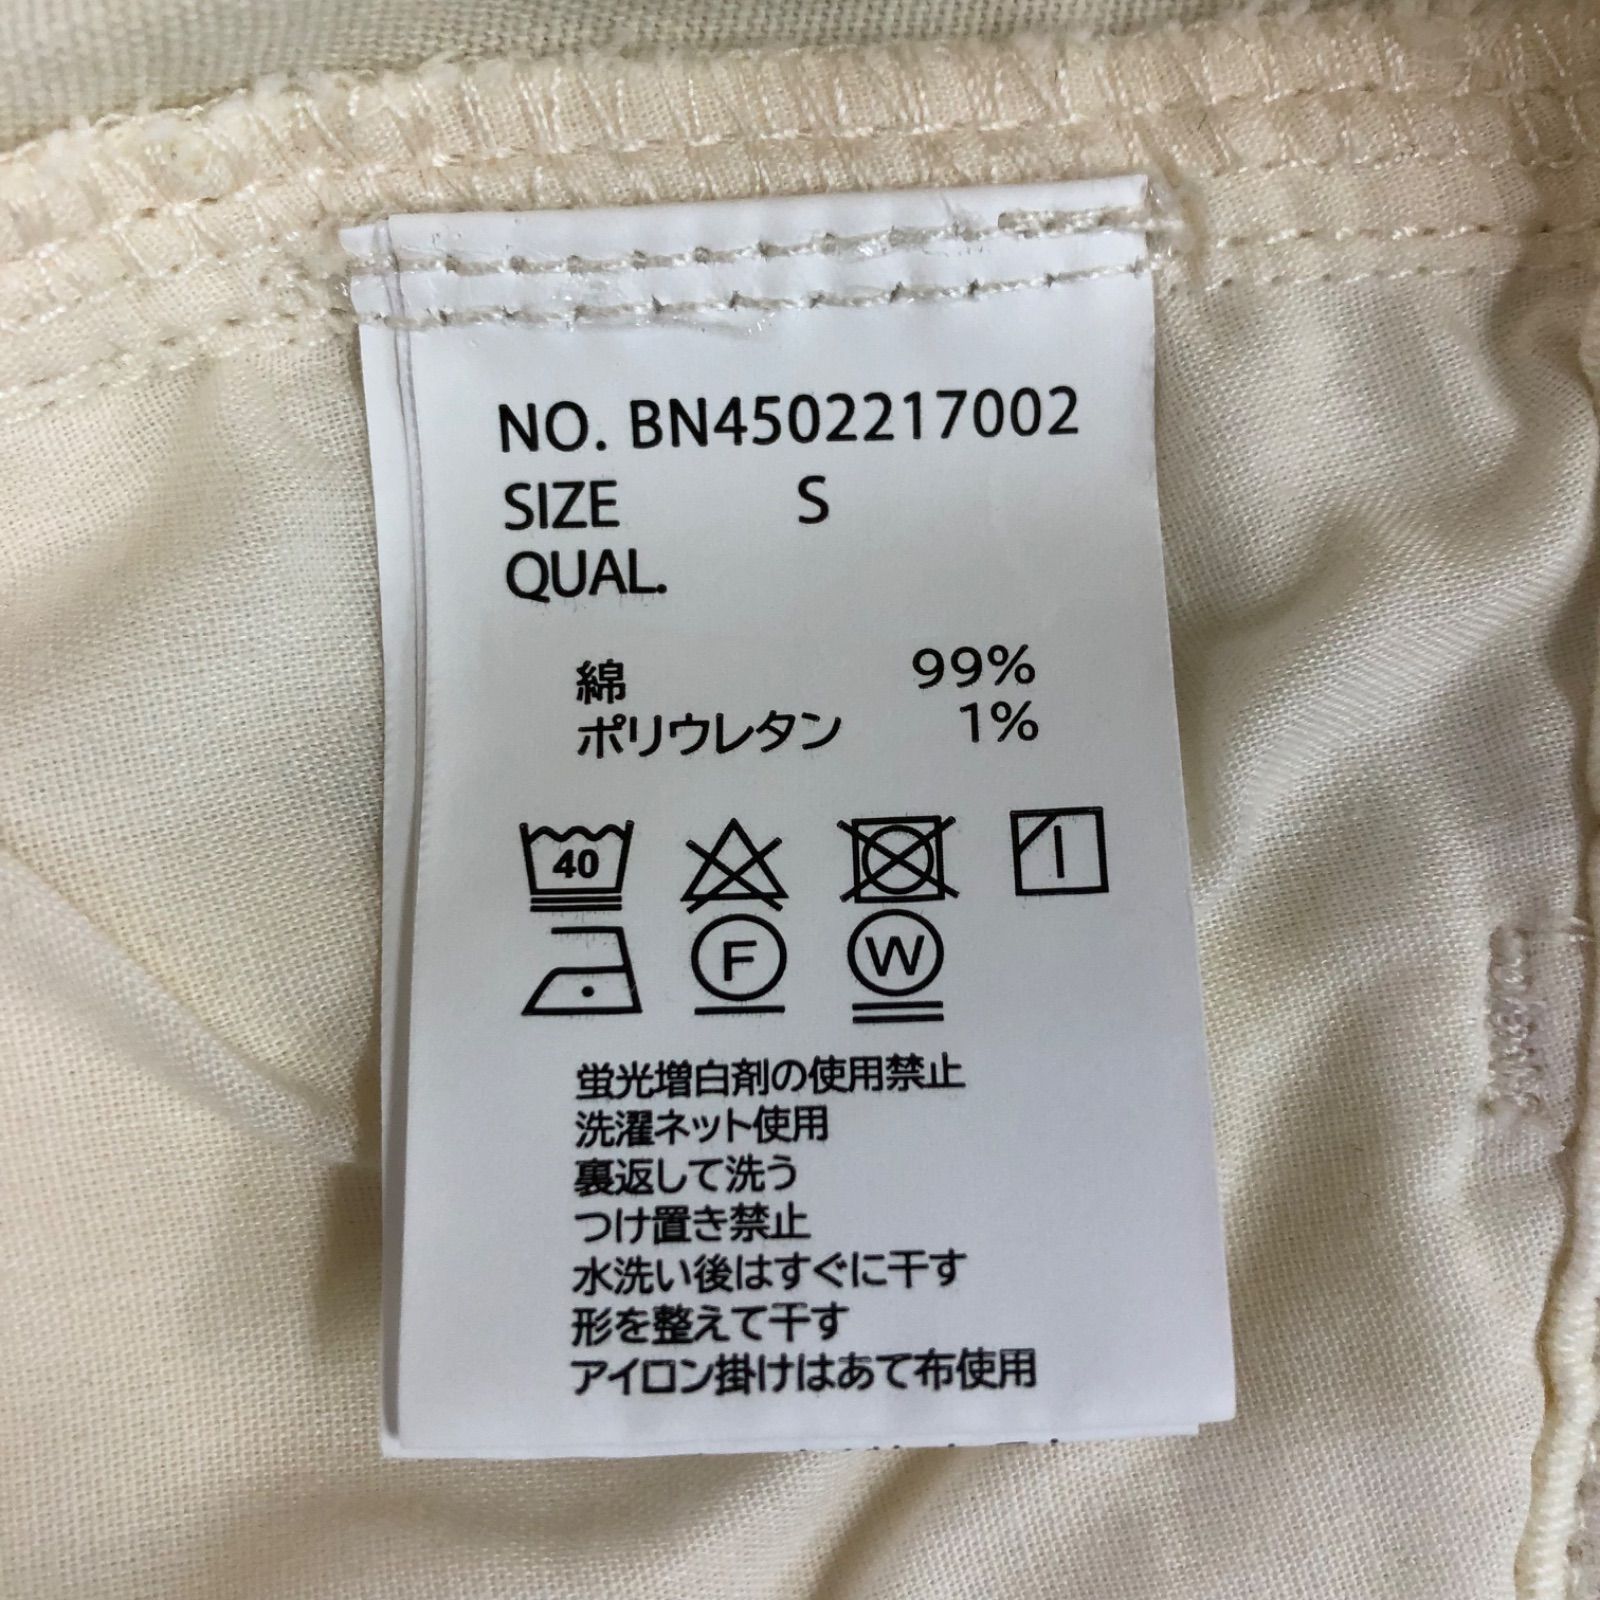 NO. BN4502217002
SIZE S
QUAL.
綿 99%
ポリウレタン 1%
40
F W
蛍光増白剤の使用禁止
洗濯ネット使用
裏返して洗う
つけ置き禁止
水洗い後はすぐに干す
形を整えて干す
アイロン掛けはあて布使用